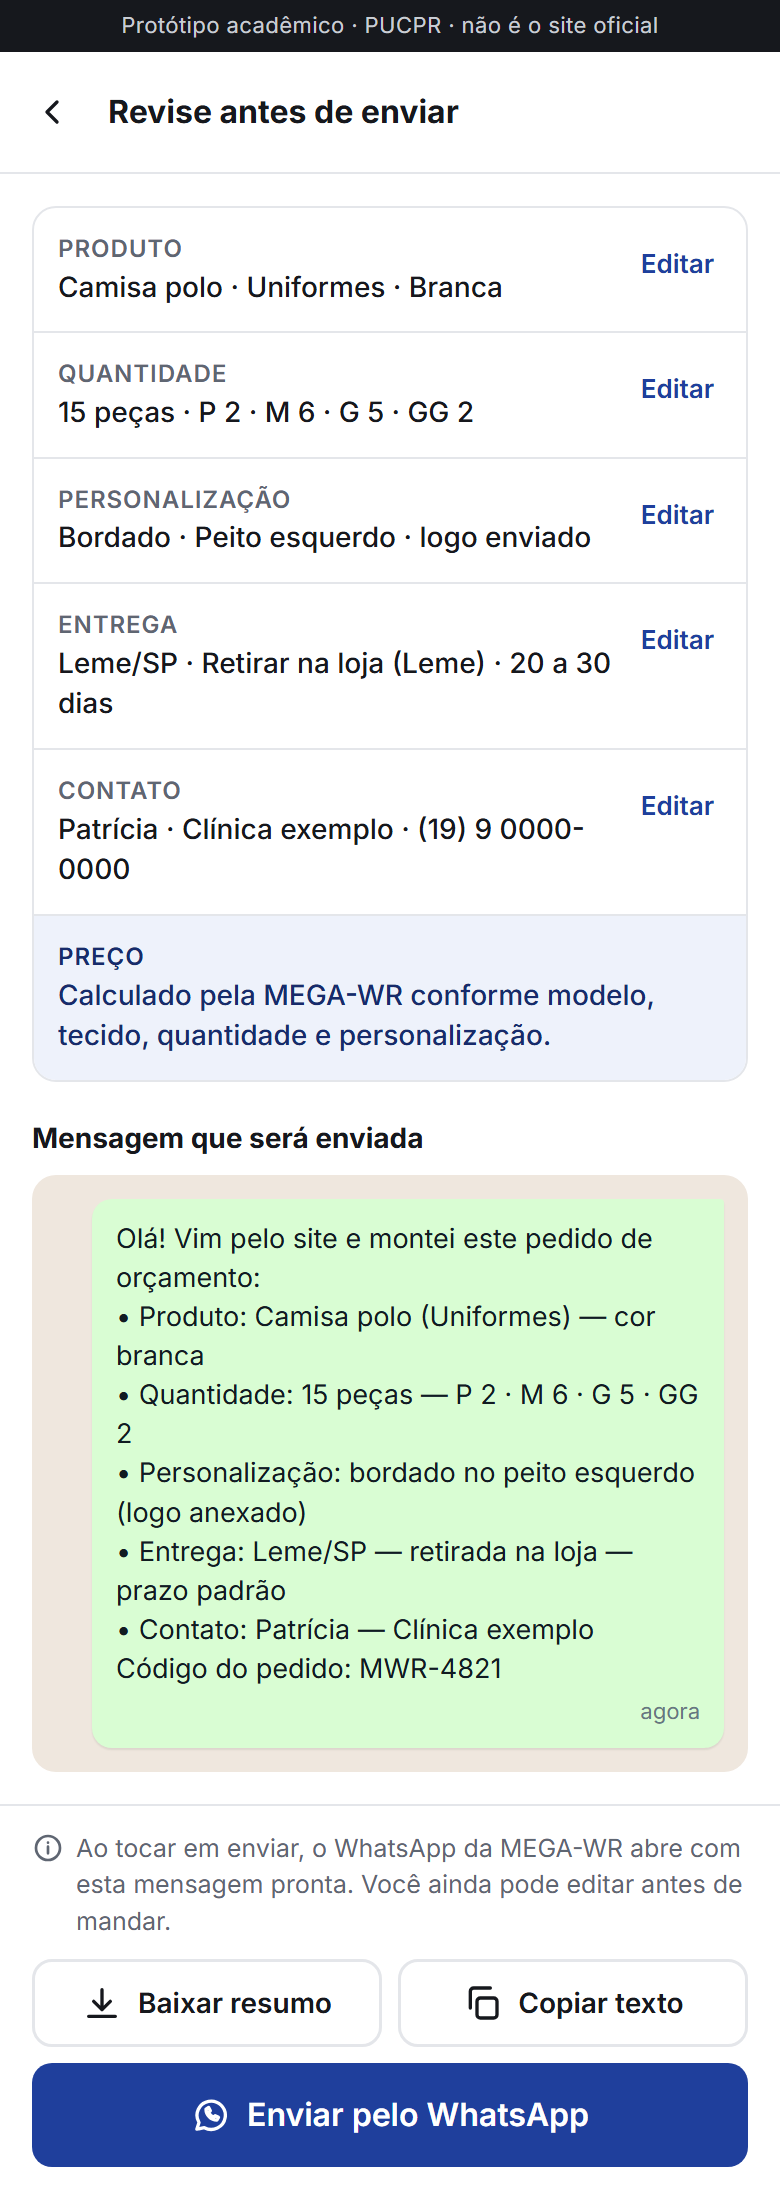 Protótipo acadêmico · PUCPR · não é o site oficial
Revise antes de enviar
PRODUTO
Camisa polo · Uniformes · Branca
Editar
QUANTIDADE
15 peças · P 2 · M 6 · G 5 · GG 2
Editar
PERSONALIZAÇÃO
Bordado · Peito esquerdo · logo enviado
Editar
ENTREGA
Leme/SP · Retirar na loja (Leme) · 20 a 30
dias
Editar
CONTATO
Patrícia · Clínica exemplo · (19) 9 0000-
0000
Editar
PREÇO
Calculado pela MEGA-WR conforme modelo,
tecido, quantidade e personalização.
Mensagem que será enviada
Olá! Vim pelo site e montei este pedido de
orçamento:
• Produto: Camisa polo (Uniformes) — cor
branca
• Quantidade: 15 peças — P 2 · M 6 · G 5 · GG
2
• Personalização: bordado no peito esquerdo
(logo anexado)
• Entrega: Leme/SP — retirada na loja —
prazo padrão
• Contato: Patrícia — Clínica exemplo
Código do pedido: MWR-4821
agora
Ao tocar em enviar, o WhatsApp da MEGA-WR abre com
esta mensagem pronta. Você ainda pode editar antes de
mandar.
Baixar resumo
Copiar texto
Enviar pelo WhatsApp